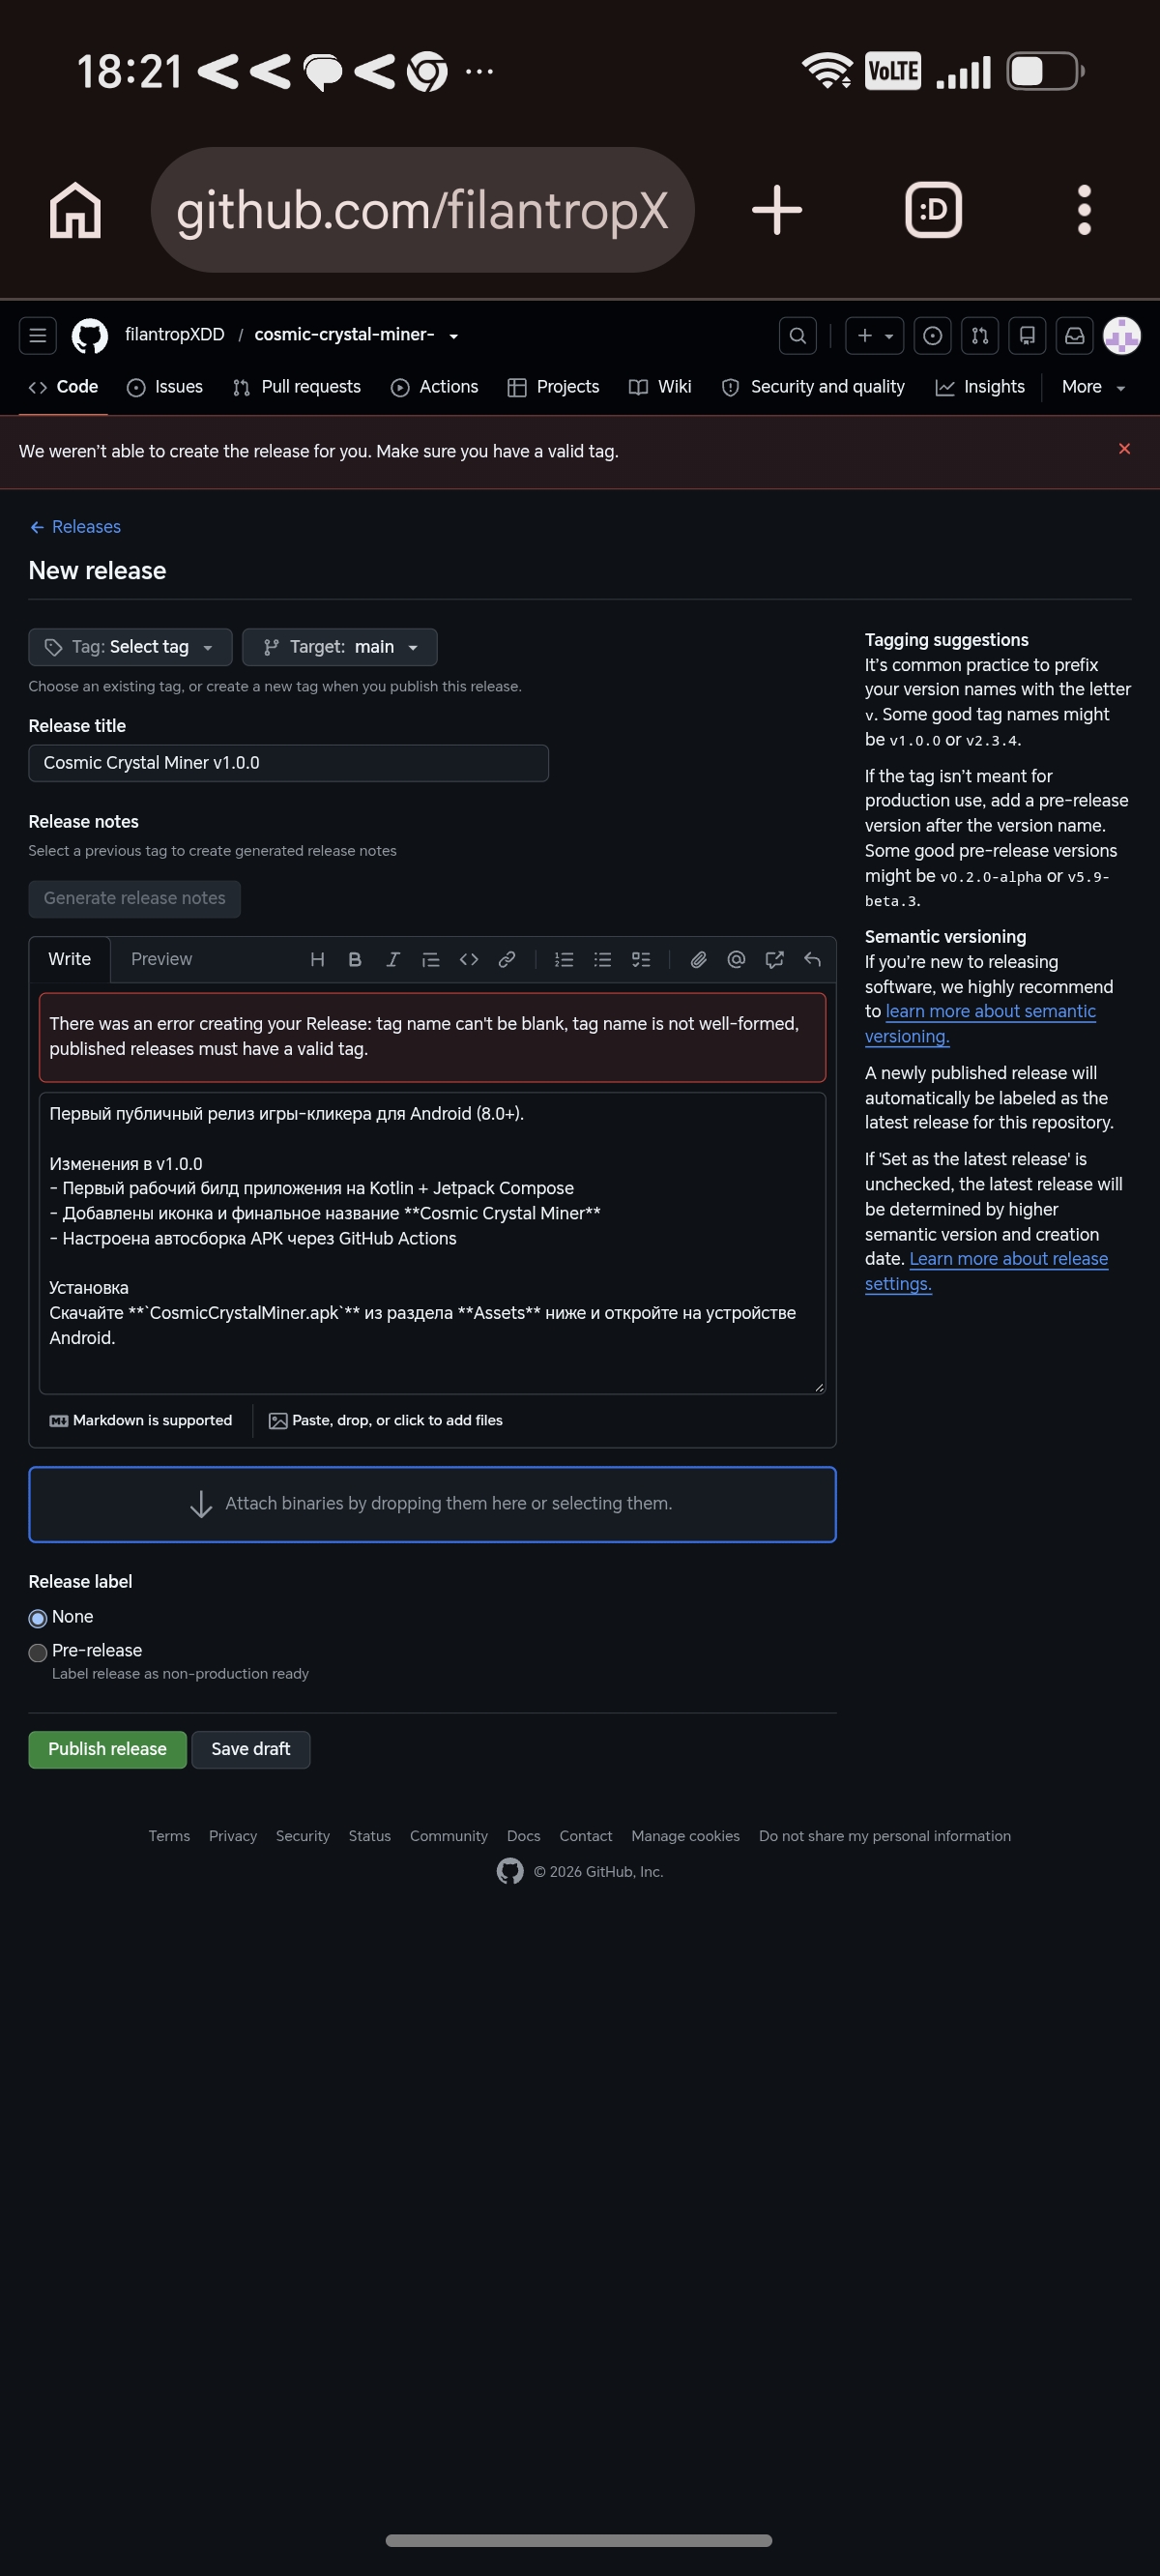 18:21
VoLTE
github.com/filantropX
:D
filantropXDD / cosmic-crystal-miner-
Code Issues Pull requests Actions Projects Wiki Security and quality Insights More
We weren’t able to create the release for you. Make sure you have a valid tag.
Releases
New release
Tag: Select tag Target: main
Choose an existing tag, or create a new tag when you publish this release.
Release title
Cosmic Crystal Miner v1.0.0
Release notes
Select a previous tag to create generated release notes
Generate release notes
Write Preview
There was an error creating your Release: tag name can't be blank, tag name is not well-formed,
published releases must have a valid tag.
Первый публичный релиз игры-кликера для Android (8.0+).
Изменения в v1.0.0
- Первый рабочий билд приложения на Kotlin + Jetpack Compose
- Добавлены иконка и финальное название **Cosmic Crystal Miner**
- Настроена автосборка APK через GitHub Actions
Установка
Скачайте **`CosmicCrystalMiner.apk`** из раздела **Assets** ниже и откройте на устройстве
Android.
Markdown is supported
Paste, drop, or click to add files
Attach binaries by dropping them here or selecting them.
Release label
None
Pre-release
Label release as non-production ready
Publish release Save draft
Tagging suggestions
It’s common practice to prefix
your version names with the letter
v. Some good tag names might
be v1.0.0 or v2.3.4.
If the tag isn’t meant for
production use, add a pre-release
version after the version name.
Some good pre-release versions
might be v0.2.0-alpha or v5.9-
beta.3.
Semantic versioning
If you’re new to releasing
software, we highly recommend
to learn more about semantic
versioning.
A newly published release will
automatically be labeled as the
latest release for this repository.
If 'Set as the latest release' is
unchecked, the latest release will
be determined by higher
semantic version and creation
date. Learn more about release
settings.
Terms Privacy Security Status Community Docs Contact Manage cookies Do not share my personal information
© 2026 GitHub, Inc.